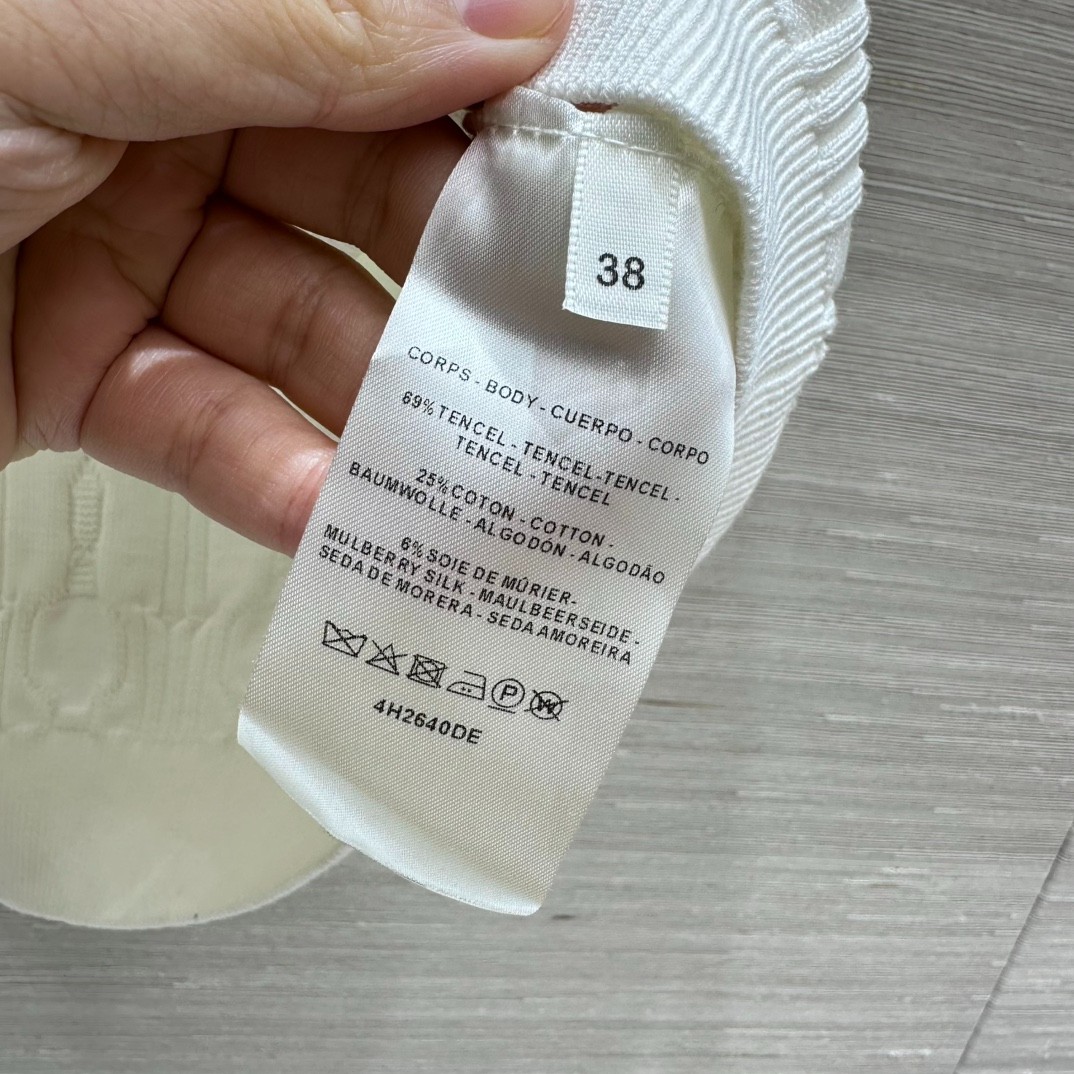 38
CORPS - BODY - CUERPO - CORPO
69% TENCEL - TENCEL - TENCEL -
TENCEL - TENCEL
25% COTON - COTTON -
BAUMWOLLE - ALGODÓN - ALGODÃO
6% SOIE DE MÛRIER-
MULBERRY SILK - MAULBEERSEIDE -
SEDA DE MORERA - SEDA AMOREIRA
P W
4H2640DE